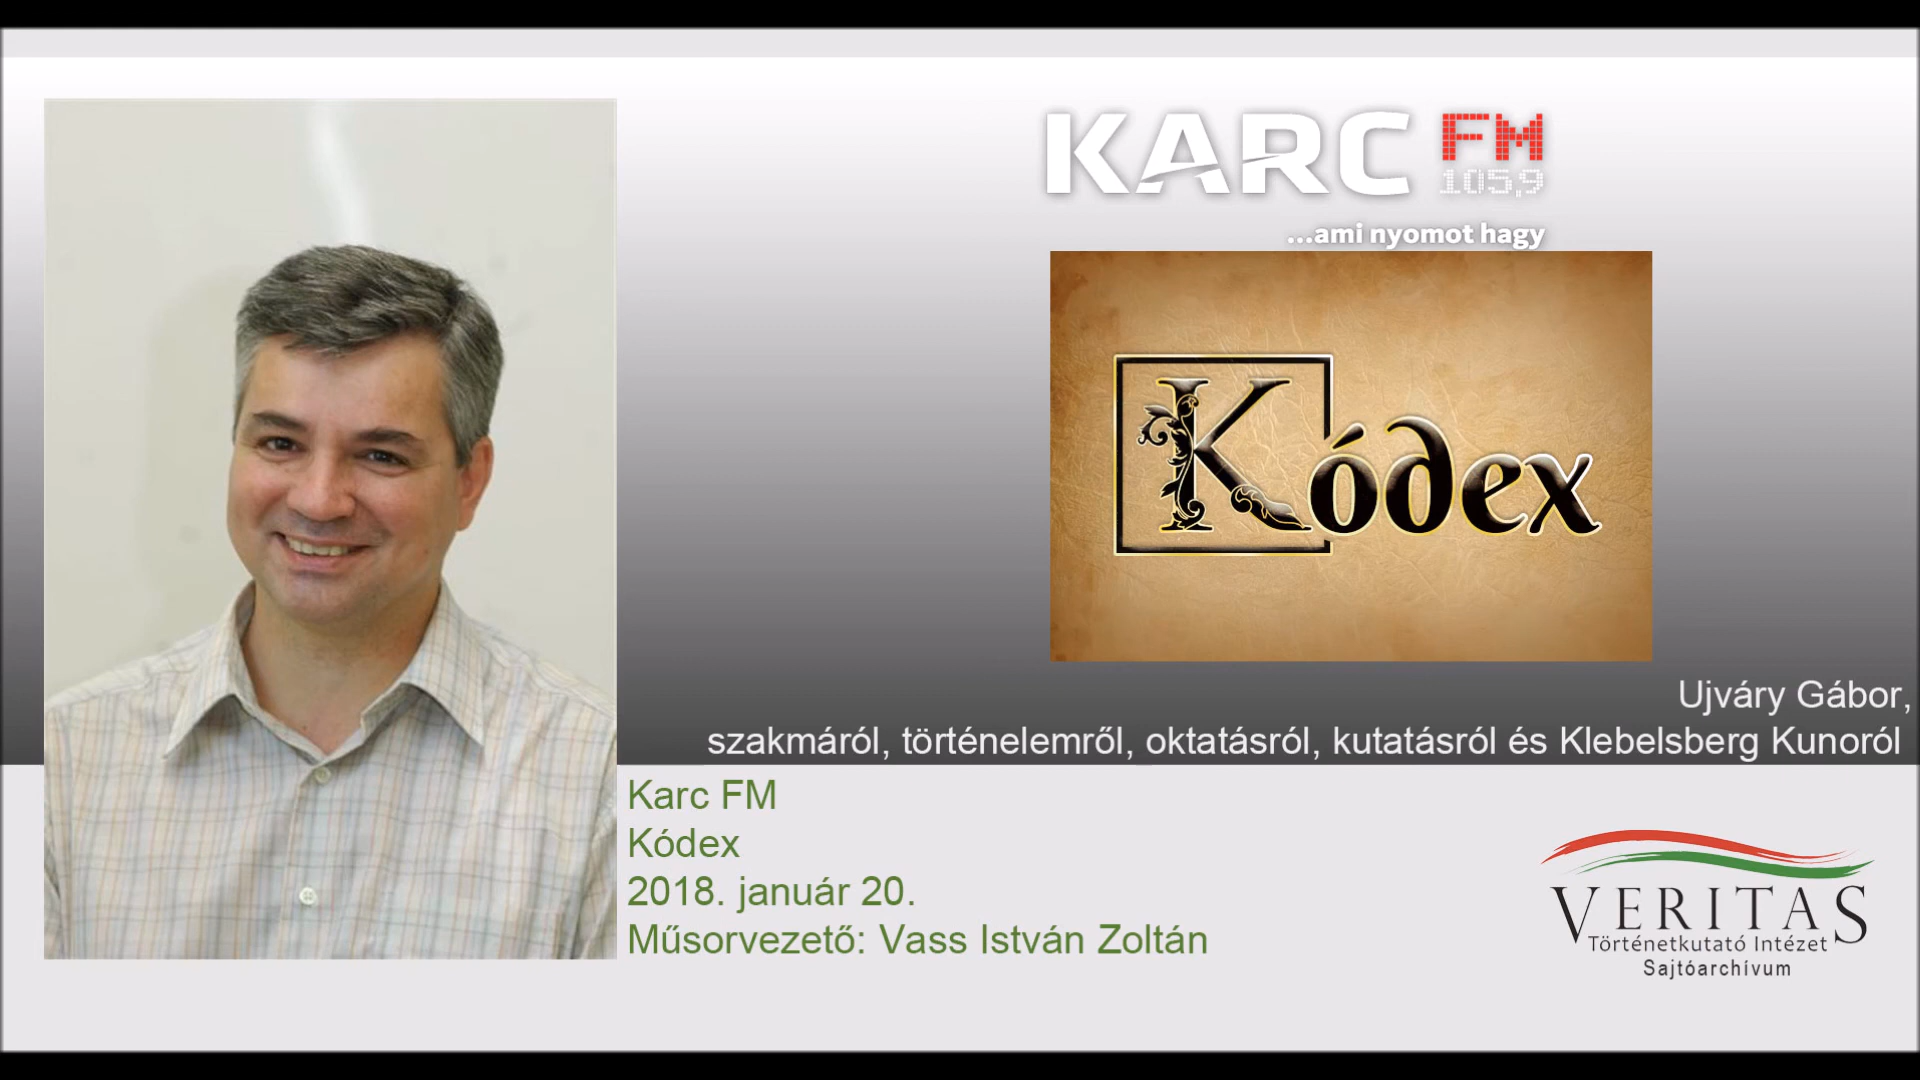 KARC FM
105,9
...ami nyomot hagy
Kódex
Ujváry Gábor,
szakmáról, történelemről, oktatásról, kutatásról és Klebelsberg Kunoról
Karc FM
Kódex
2018. január 20.
Műsorvezető: Vass István Zoltán
VERITAS
Történetkutató Intézet
Sajtóarchívum